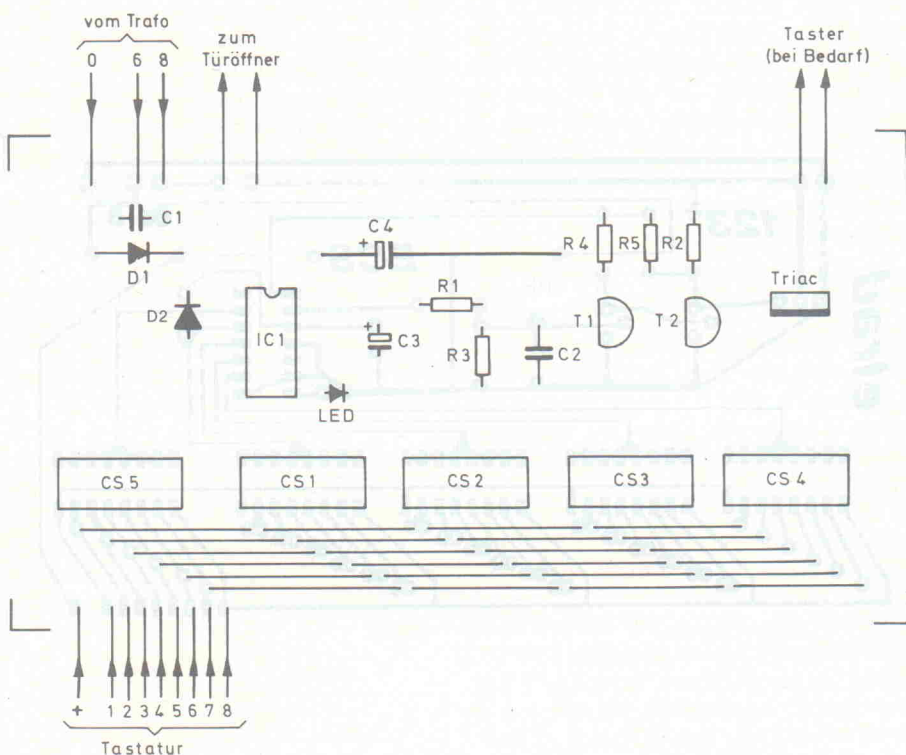 vom Trafo
0 6 8
zum
Türöffner
Taster
(bei Bedarf)
C1
D1
C4
+
R4 R5 R2
Triac
D2
IC1
R1
+
C3
R3
C2
T1
T2
LED
CS5 CS1 CS2 CS3 CS4
+ 1 2 3 4 5 6 7 8
Tastatur